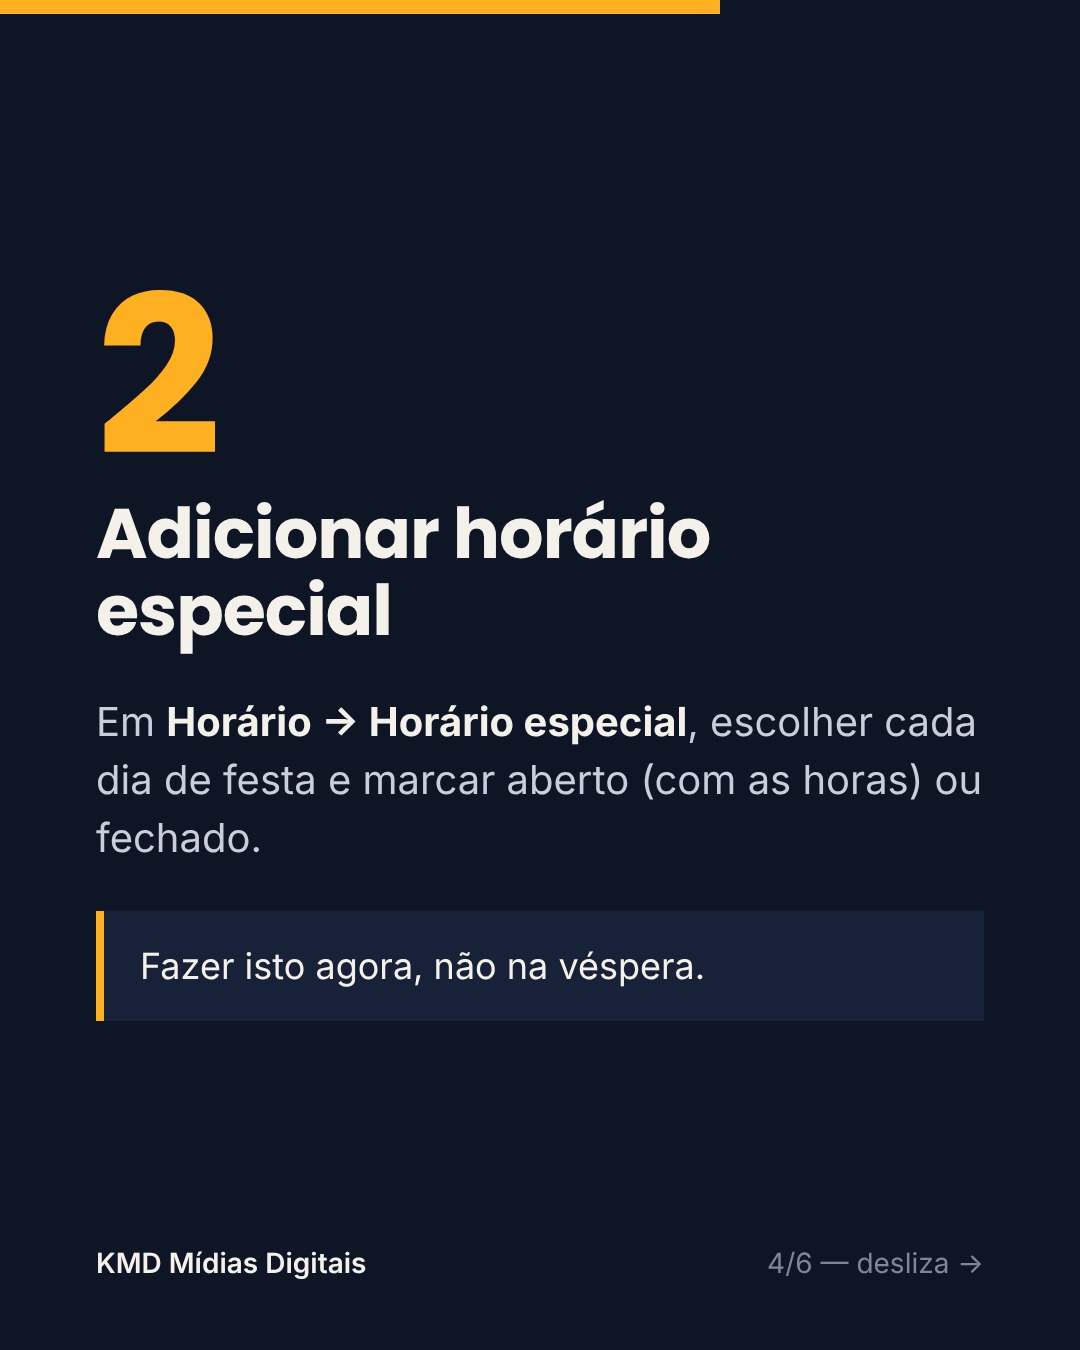 2
Adicionar horário
especial
Em Horário → Horário especial, escolher cada
dia de festa e marcar aberto (com as horas) ou
fechado.
Fazer isto agora, não na véspera.
KMD Mídias Digitais
4/6 — desliza →